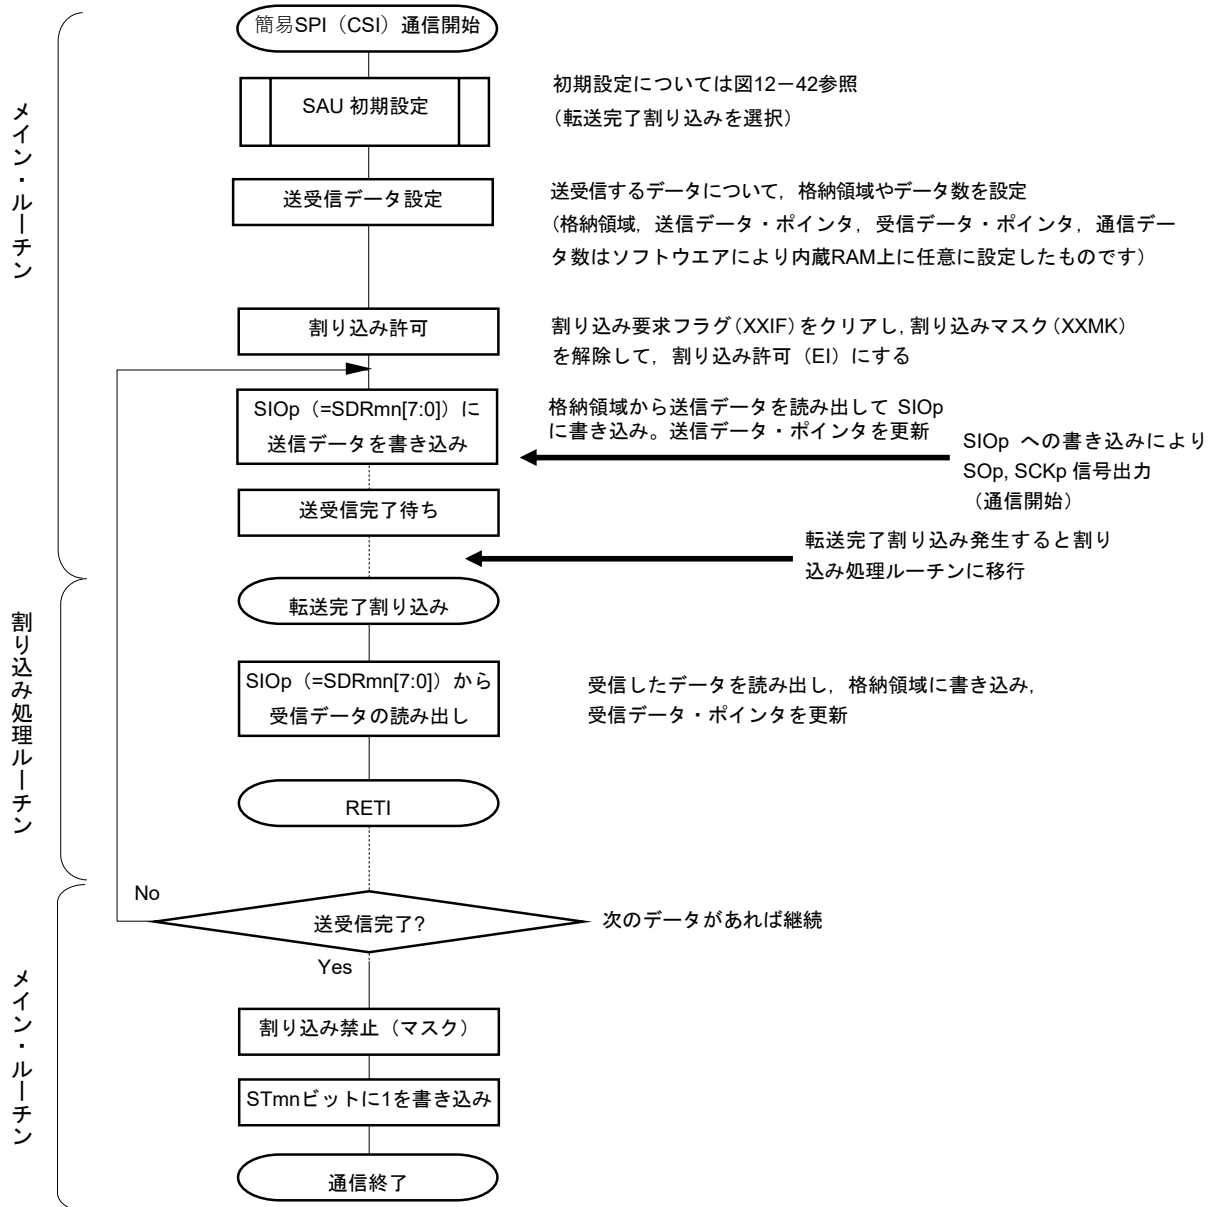 簡易SPI（CSI）通信開始
SAU 初期設定
初期設定については図12－42参照
（転送完了割り込みを選択）
メイン・ルーチン
送受信データ設定
送受信するデータについて，格納領域やデータ数を設定
（格納領域，送信データ・ポインタ，受信データ・ポインタ，通信デー
タ数はソフトウエアにより内蔵RAM上に任意に設定したものです）
割り込み許可
割り込み要求フラグ（XXIF）をクリアし，割り込みマスク（XXMK）
を解除して，割り込み許可（EI）にする
SIOp（=SDRmn[7:0]）に
送信データを書き込み
格納領域から送信データを読み出して SIOp
に書き込み。送信データ・ポインタを更新
SIOp への書き込みにより
SOp, SCKp 信号出力
（通信開始）
送受信完了待ち
転送完了割り込み発生すると割り
込み処理ルーチンに移行
転送完了割り込み
割り込み処理ルーチン
SIOp（=SDRmn[7:0]）から
受信データの読み出し
受信したデータを読み出し，格納領域に書き込み，
受信データ・ポインタを更新
RETI
No
送受信完了?
次のデータがあれば継続
Yes
メイン・ルーチン
割り込み禁止（マスク）
STmnビットに1を書き込み
通信終了